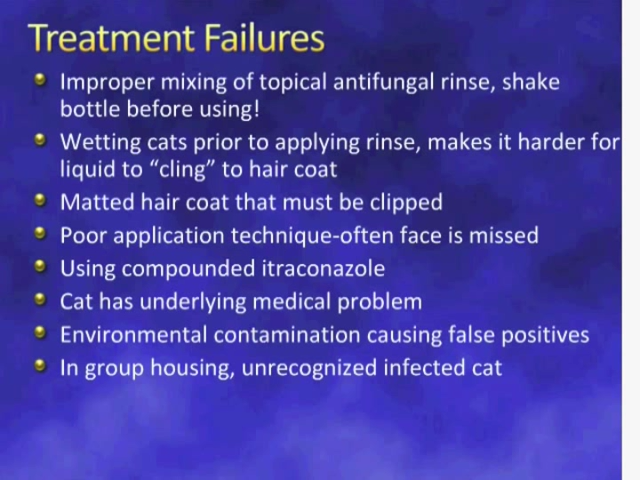 Treatment Failures
Improper mixing of topical antifungal rinse, shake
bottle before using!
Wetting cats prior to applying rinse, makes it harder for
liquid to “cling” to hair coat
Matted hair coat that must be clipped
Poor application technique-often face is missed
Using compounded itraconazole
Cat has underlying medical problem
Environmental contamination causing false positives
In group housing, unrecognized infected cat